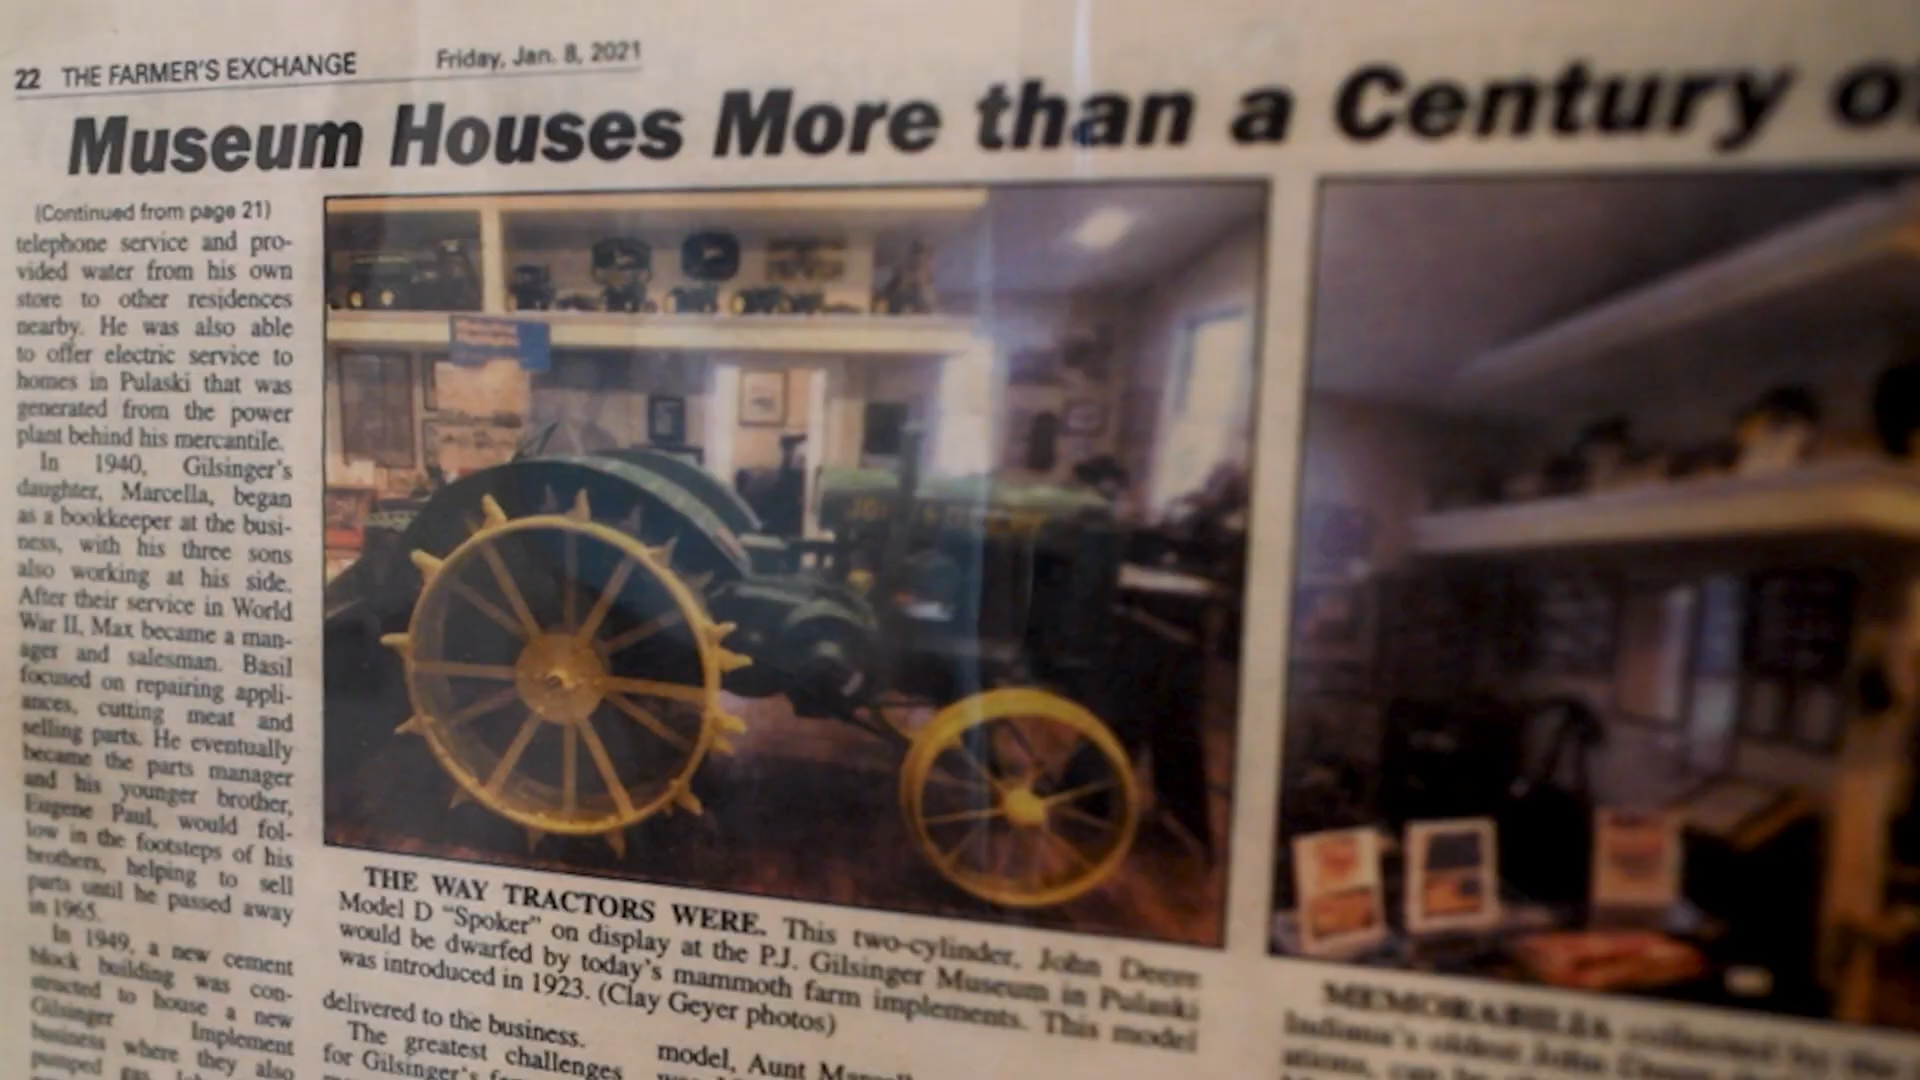 22 THE FARMER'S EXCHANGE
Friday, Jan. 8, 2021
Museum Houses More than a Century
(Continued from page 21)
telephone service and pro-
vided water from his own
store to other residences
nearby. He was also able
to offer electric service to
homes in Pulaski that was
generated from the power
plant behind his mercantile.
In 1940, Gilsinger's
daughter, Marcella, began
as a bookkeeper at the busi-
ness, with his three sons
also working at his side.
After their service in World
War II, Max became a man-
ager and salesman. Basil
focused on repairing appli-
ances, cutting meat and
selling parts. He eventually
became the parts manager
and his younger brother,
Eugene Paul, would fol-
low in the footsteps of his
brothers, helping to sell
parts until he passed away
in 1965.
In 1949, a new cement
block building was con-
structed to house a new
Gilsinger Implement
business where they also
pumped gas,
THE WAY TRACTORS WERE. This two-cylinder, John Deere
Model D "Spoker" on display at the P.J. Gilsinger Museum in Pulaski
would be dwarfed by today's mammoth farm implements. This model
was introduced in 1923. (Clay Geyer photos)
delivered to the business.
The greatest challenges
for Gilsinger's
model, Aunt
MEMORABILIA collected by the
Indiana's oldest John Deere